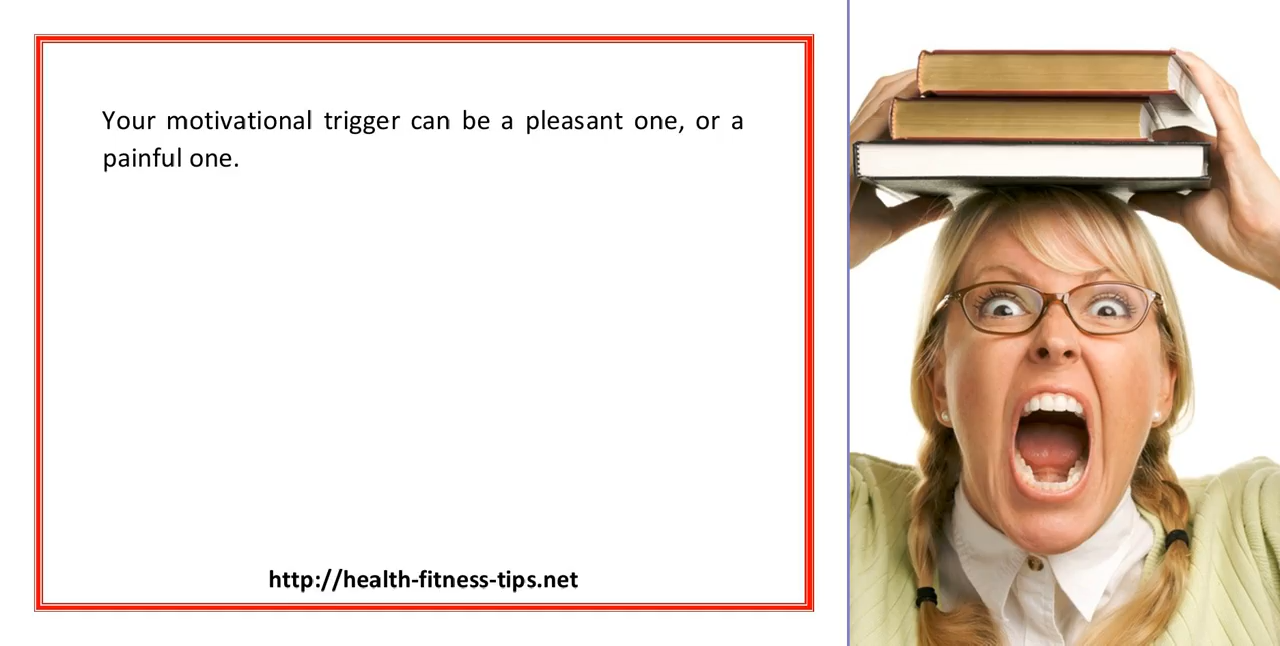 Your motivational trigger can be a pleasant one, or a
painful one.
http://health-fitness-tips.net